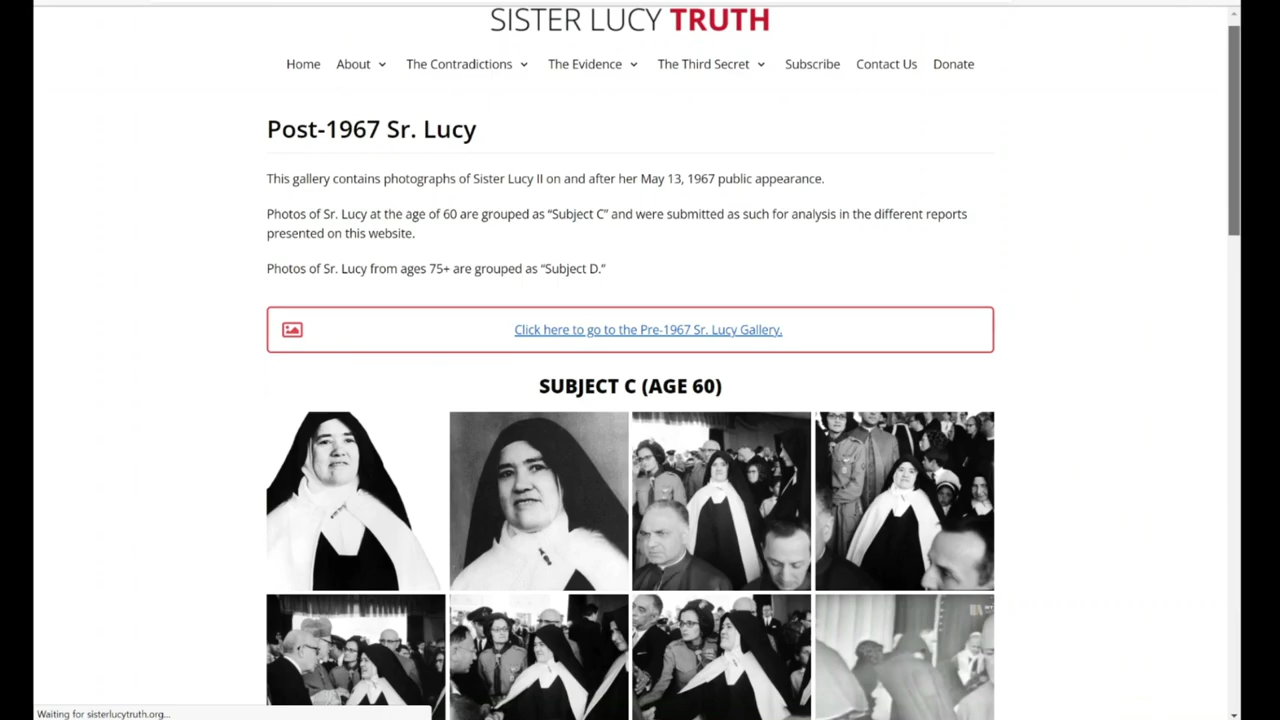 SISTER LUCY TRUTH
Home About The Contradictions The Evidence The Third Secret Subscribe Contact Us Donate
Post-1967 Sr. Lucy
This gallery contains photographs of Sister Lucy II on and after her May 13, 1967 public appearance.
Photos of Sr. Lucy at the age of 60 are grouped as “Subject C” and were submitted as such for analysis in the different reports
presented on this website.
Photos of Sr. Lucy from ages 75+ are grouped as “Subject D.”
Click here to go to the Pre-1967 Sr. Lucy Gallery.
SUBJECT C (AGE 60)
Waiting for sisterlucytruth.org...